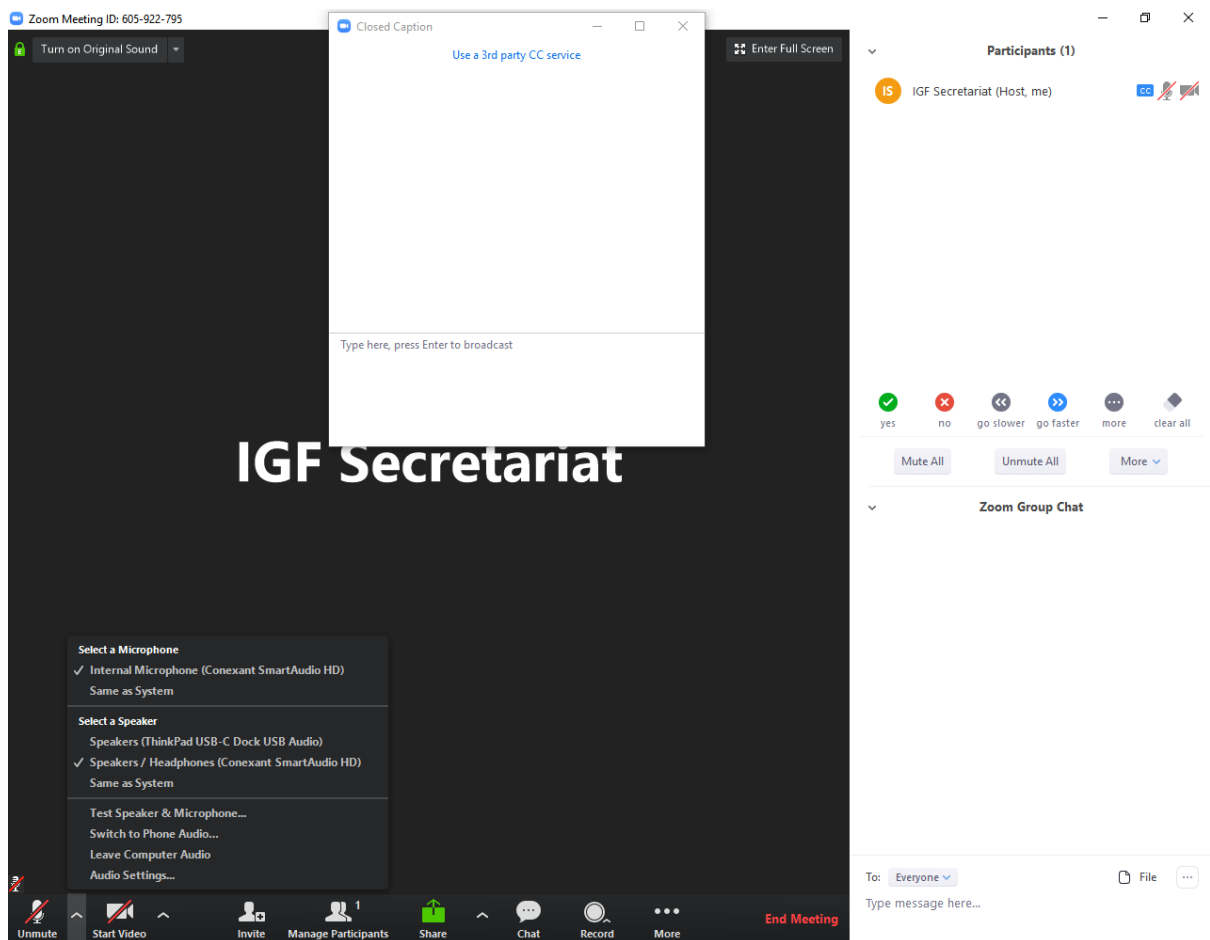 Zoom Meeting ID: 605-922-795
Turn on Original Sound
Closed Caption
Use a 3rd party CC service
Type here, press Enter to broadcast
Enter Full Screen
IGF Secretariat
Select a Microphone
Internal Microphone (Conexant SmartAudio HD)
Same as System
Select a Speaker
Speakers (ThinkPad USB-C Dock USB Audio)
Speakers / Headphones (Conexant SmartAudio HD)
Same as System
Test Speaker & Microphone...
Switch to Phone Audio...
Leave Computer Audio
Audio Settings...
Unmute
Start Video
Invite
1
Manage Participants
Share
Chat
Record
More
End Meeting
Participants (1)
IS
IGF Secretariat (Host, me)
CC
yes
no
go slower
go faster
more
clear all
Mute All
Unmute All
More
Zoom Group Chat
To: Everyone
File
Type message here...